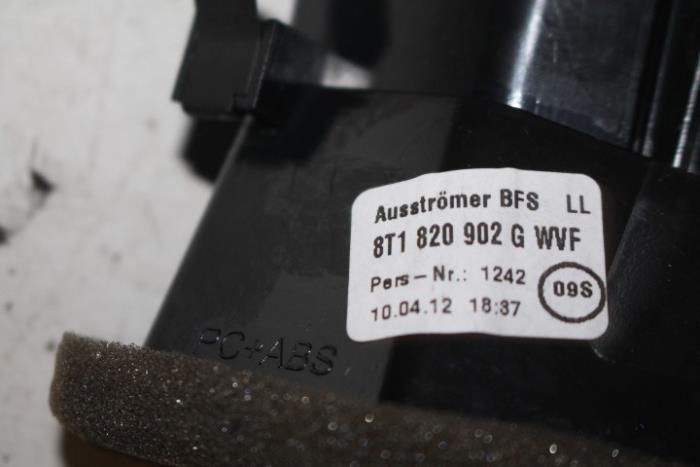 Ausströmer BFS LL
8T1 820 902 G WVF
Pers-Nr.: 1242
09S
10.04.12 18:37
PC+ABS